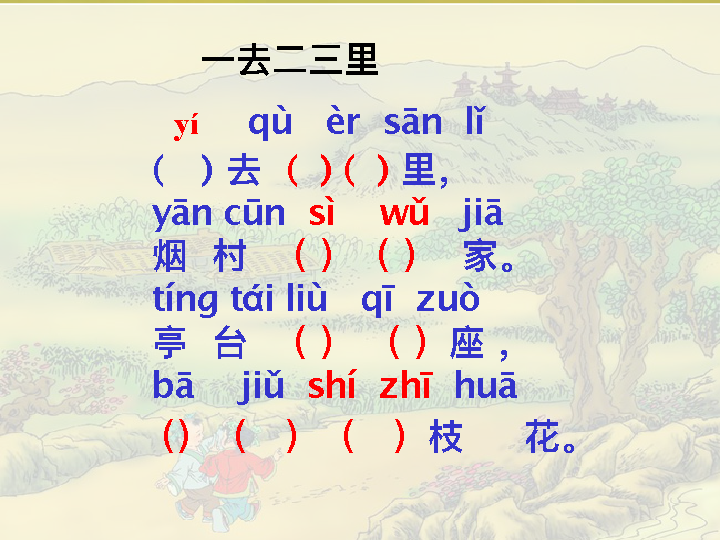 一去二三里
yí qù èr sān lǐ
( )去 ( )( )里，
yān cūn sì wǔ jiā
烟 村 ( ) ( ) 家。
tíng tái liù qī zuò
亭 台 ( ) ( ) 座，
bā jiǔ shí zhī huā
() ( ) ( ) 枝 花。